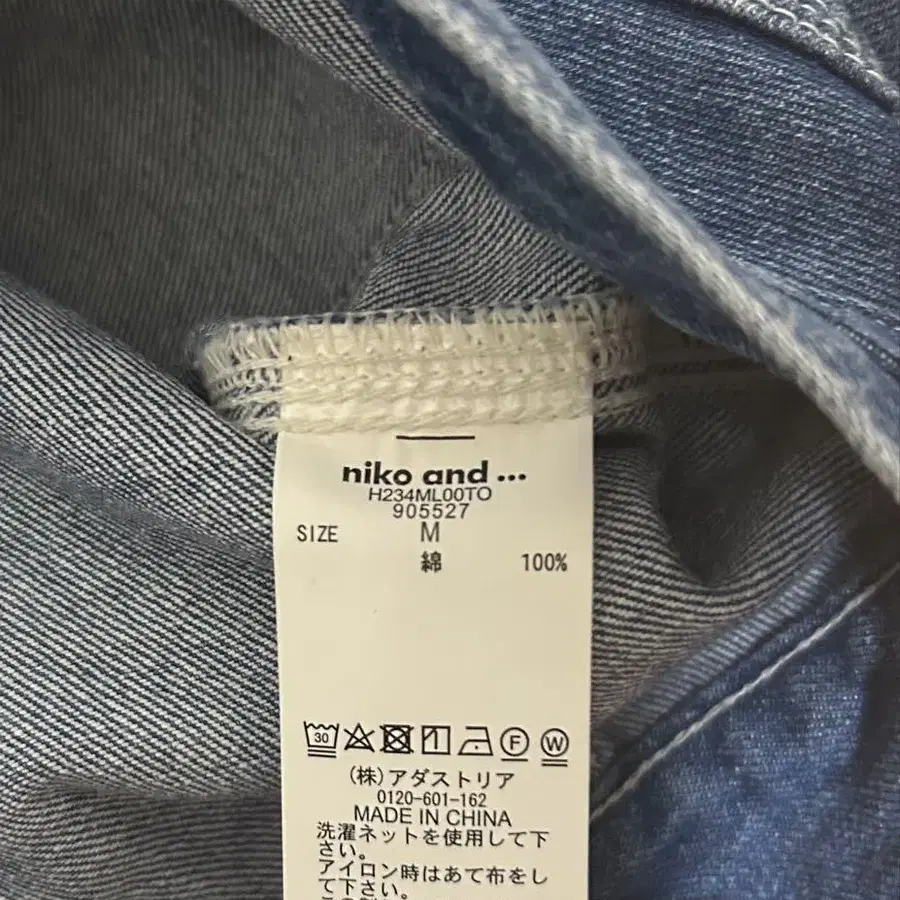 niko and ...
H234ML00TO
905527
SIZE M
綿 100%
30 F W
(株)アダストリア
0120-601-162
MADE IN CHINA
洗濯ネットを使用して下
さい。
アイロン時はあて布をし
て下さい。